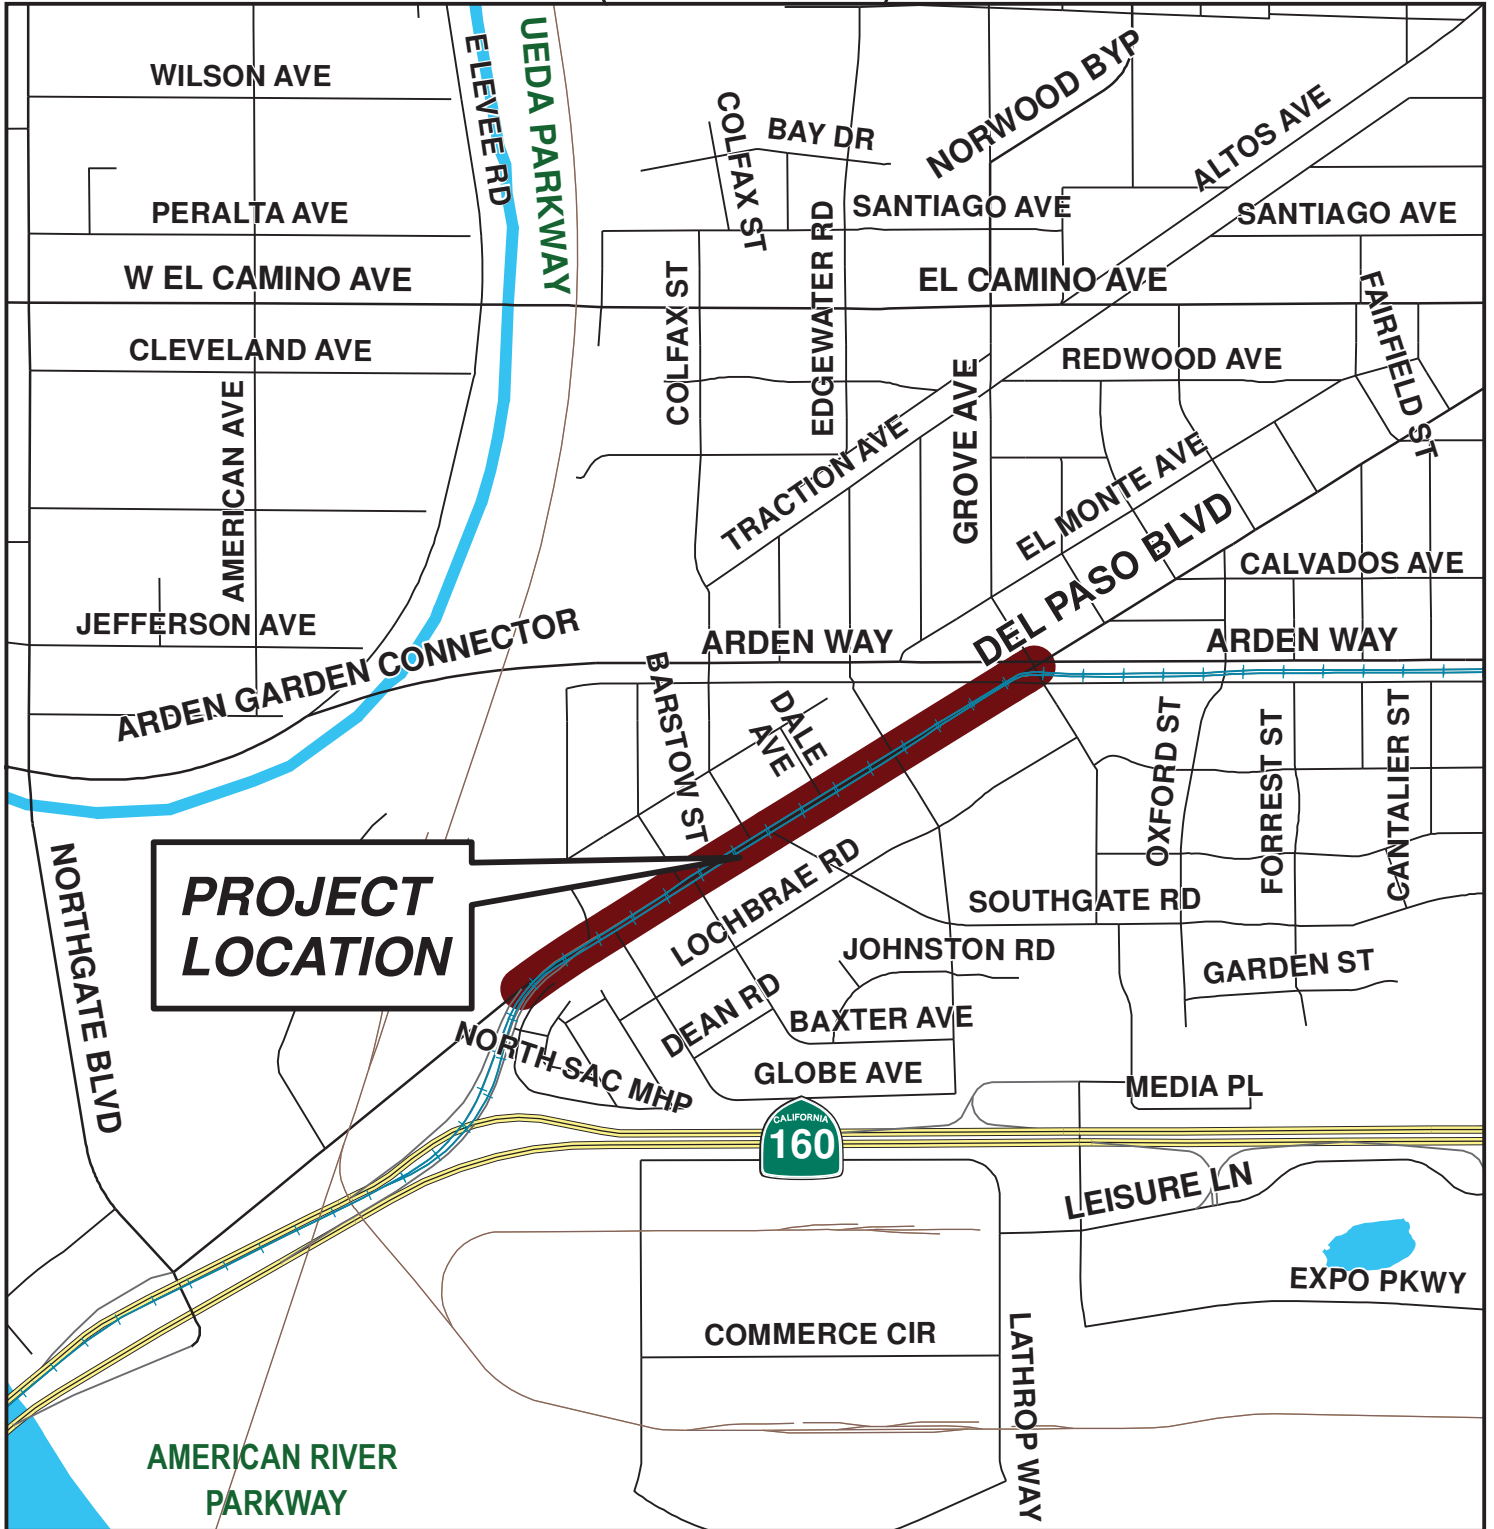 WILSON AVE
E LEVEE RD
UEDA PARKWAY
COLFAX ST
BAY DR
NORWOOD BYP
ALTOS AVE
PERALTA AVE
SANTIAGO AVE
SANTIAGO AVE
W EL CAMINO AVE
EL CAMINO AVE
COLFAX ST
EDGEWATER RD
FAIRFIELD ST
CLEVELAND AVE
REDWOOD AVE
AMERICAN AVE
TRACTION AVE
GROVE AVE
EL MONTE AVE
DEL PASO BLVD
CALVADOS AVE
JEFFERSON AVE
ARDEN GARDEN CONNECTOR
ARDEN WAY
ARDEN WAY
BARSTOW ST
DALE
AVE
OXFORD ST
FORREST ST
CANTALIER ST
NORTHGATE BLVD
PROJECT
LOCATION
LOCHBRAE RD
SOUTHGATE RD
JOHNSTON RD
GARDEN ST
DEAN RD
BAXTER AVE
NORTH SAC MHP
GLOBE AVE
MEDIA PL
CALIFORNIA
160
LEISURE LN
EXPO PKWY
COMMERCE CIR
LATHROP WAY
AMERICAN RIVER
PARKWAY